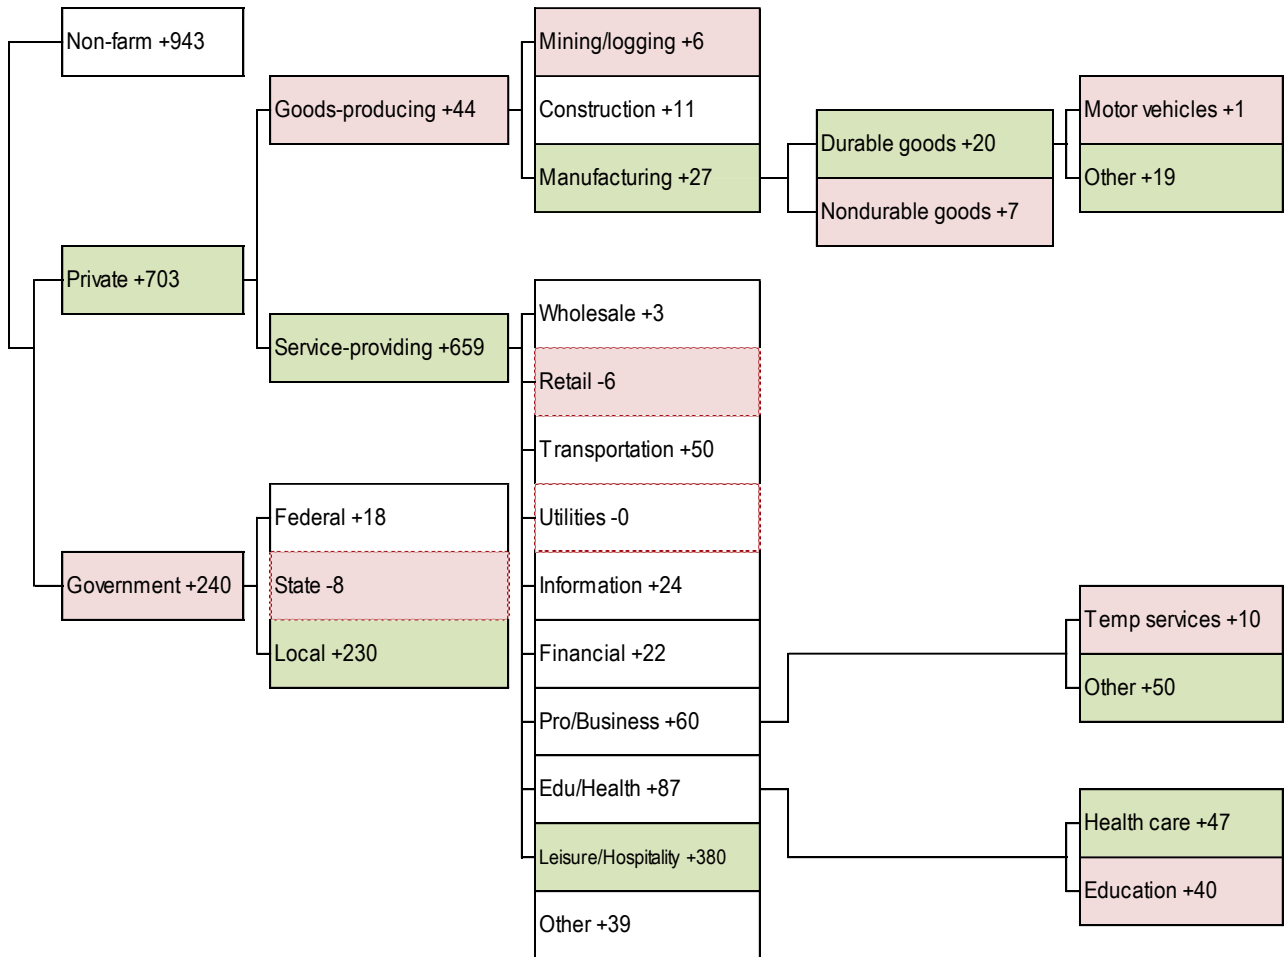 Non-farm +943
Private +703
Government +240
Goods-producing +44
Service-providing +659
Federal +18
State -8
Local +230
Mining/logging +6
Construction +11
Manufacturing +27
Wholesale +3
Retail -6
Transportation +50
Utilities -0
Information +24
Financial +22
Pro/Business +60
Edu/Health +87
Leisure/Hospitality +380
Other +39
Durable goods +20
Nondurable goods +7
Motor vehicles +1
Other +19
Temp services +10
Other +50
Health care +47
Education +40